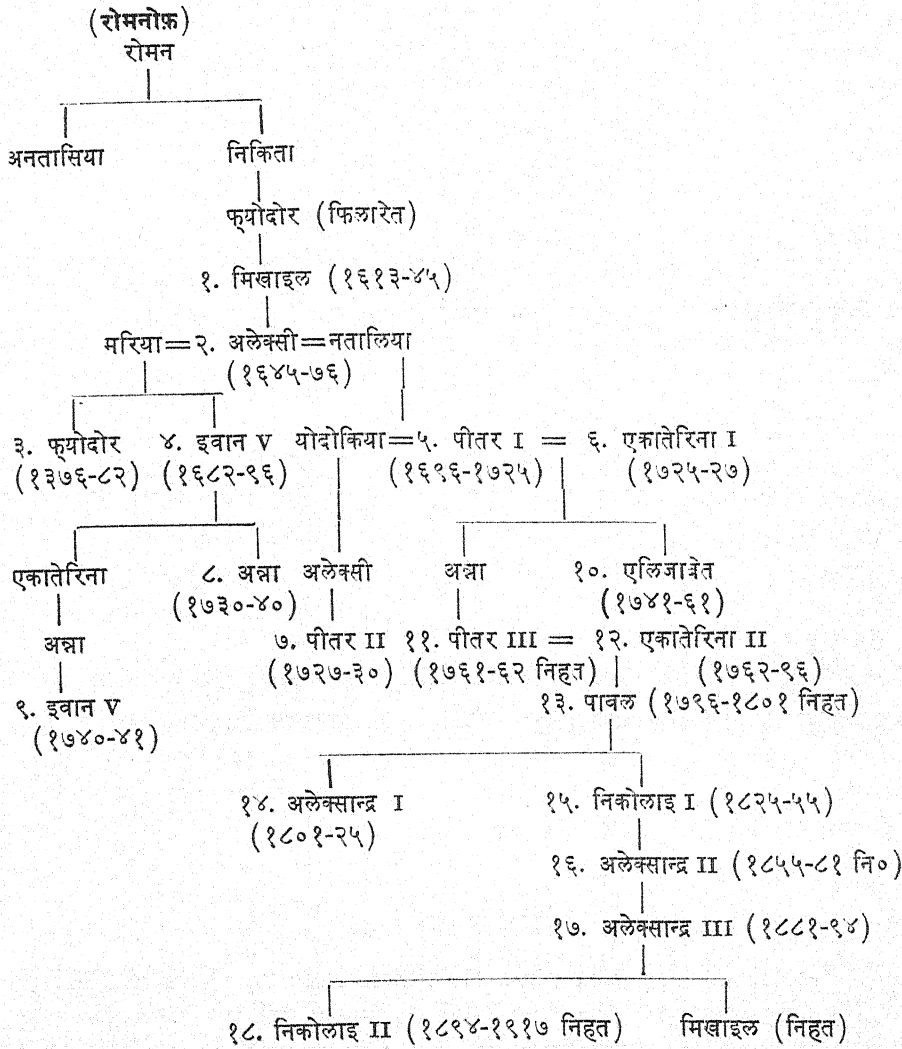 (रोमनोफ़)
रोमन
अनतासिया निकिता
फ्योदोर (फिलारेत)
१. मिखाइल (१६१३-४५)
मरिया=२. अलेक्सी=नतालिया
(१६४५-७६)
३. फ्योदोर ४. इवान V योदोकिया=५. पीतर I = ६. एकातेरिना I
(१३७६-८२) (१६८२-९६) (१६९६-१७२५) (१७२५-२७)
एकातेरिना ८. अन्ना अलेक्सी अन्ना १०. एलिजाबेत
(१७३०-४०) (१७४१-६१)
अन्ना ७. पीतर II ११. पीतर III = १२. एकातेरिना II
(१७२७-३०) (१७६१-६२ निहत) (१७६२-९६)
९. इवान V १३. पावल (१७९६-१८०१ निहत)
(१७४०-४१)
१४. अलेक्सान्द्र I १५. निकोलाइ I (१८२५-५५)
(१८०१-२५)
१६. अलेक्सान्द्र II (१८५५-८१ नि०)
१७. अलेक्सान्द्र III (१८८१-९४)
१८. निकोलाइ II (१८९४-१९१७ निहत) मिखाइल (निहत)